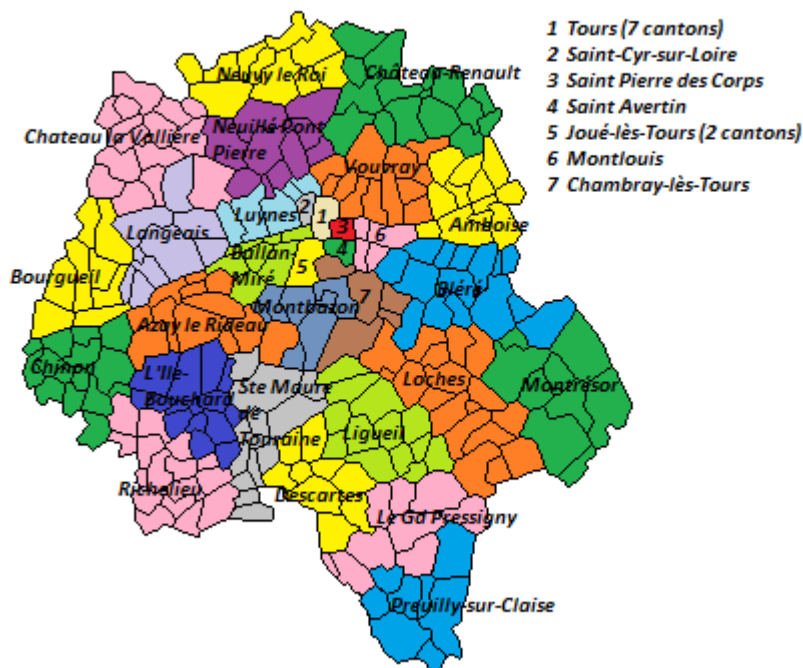 1 Tours (7 cantons)
2 Saint-Cyr-sur-Loire
3 Saint Pierre des Corps
4 Saint Avertin
5 Joué-lès-Tours (2 cantons)
6 Montlouis
7 Chambray-lès-Tours
Neuvy le Roi
Château-Renault
Chateau la Vallière
Neuillé Pont
Pierre
Vouvray
Luynes
2
1
3
6
Amboise
Langeais
4
Ballan-
Miré
5
Bourgueil
Bléré
7
Montbazon
Azay le Rideau
Chinon
L'Ile-
Bouchard
Ste Maure
de
Touraine
Loches
Montrésor
Ligueil
Richelieu
Descartes
Le Gd Pressigny
Preuilly-sur-Claise